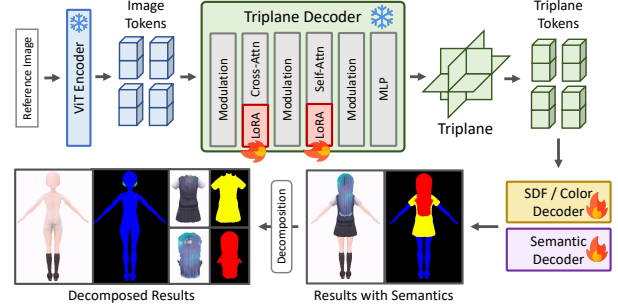 Reference Image
ViT Encoder
Image
Tokens
Triplane Decoder
Modulation
Cross-Attn
LoRA
Modulation
Self-Attn
LoRA
Modulation
MLP
Triplane
Triplane
Tokens
SDF / Color
Decoder
Semantic
Decoder
Results with Semantics
Decomposition
Decomposed Results